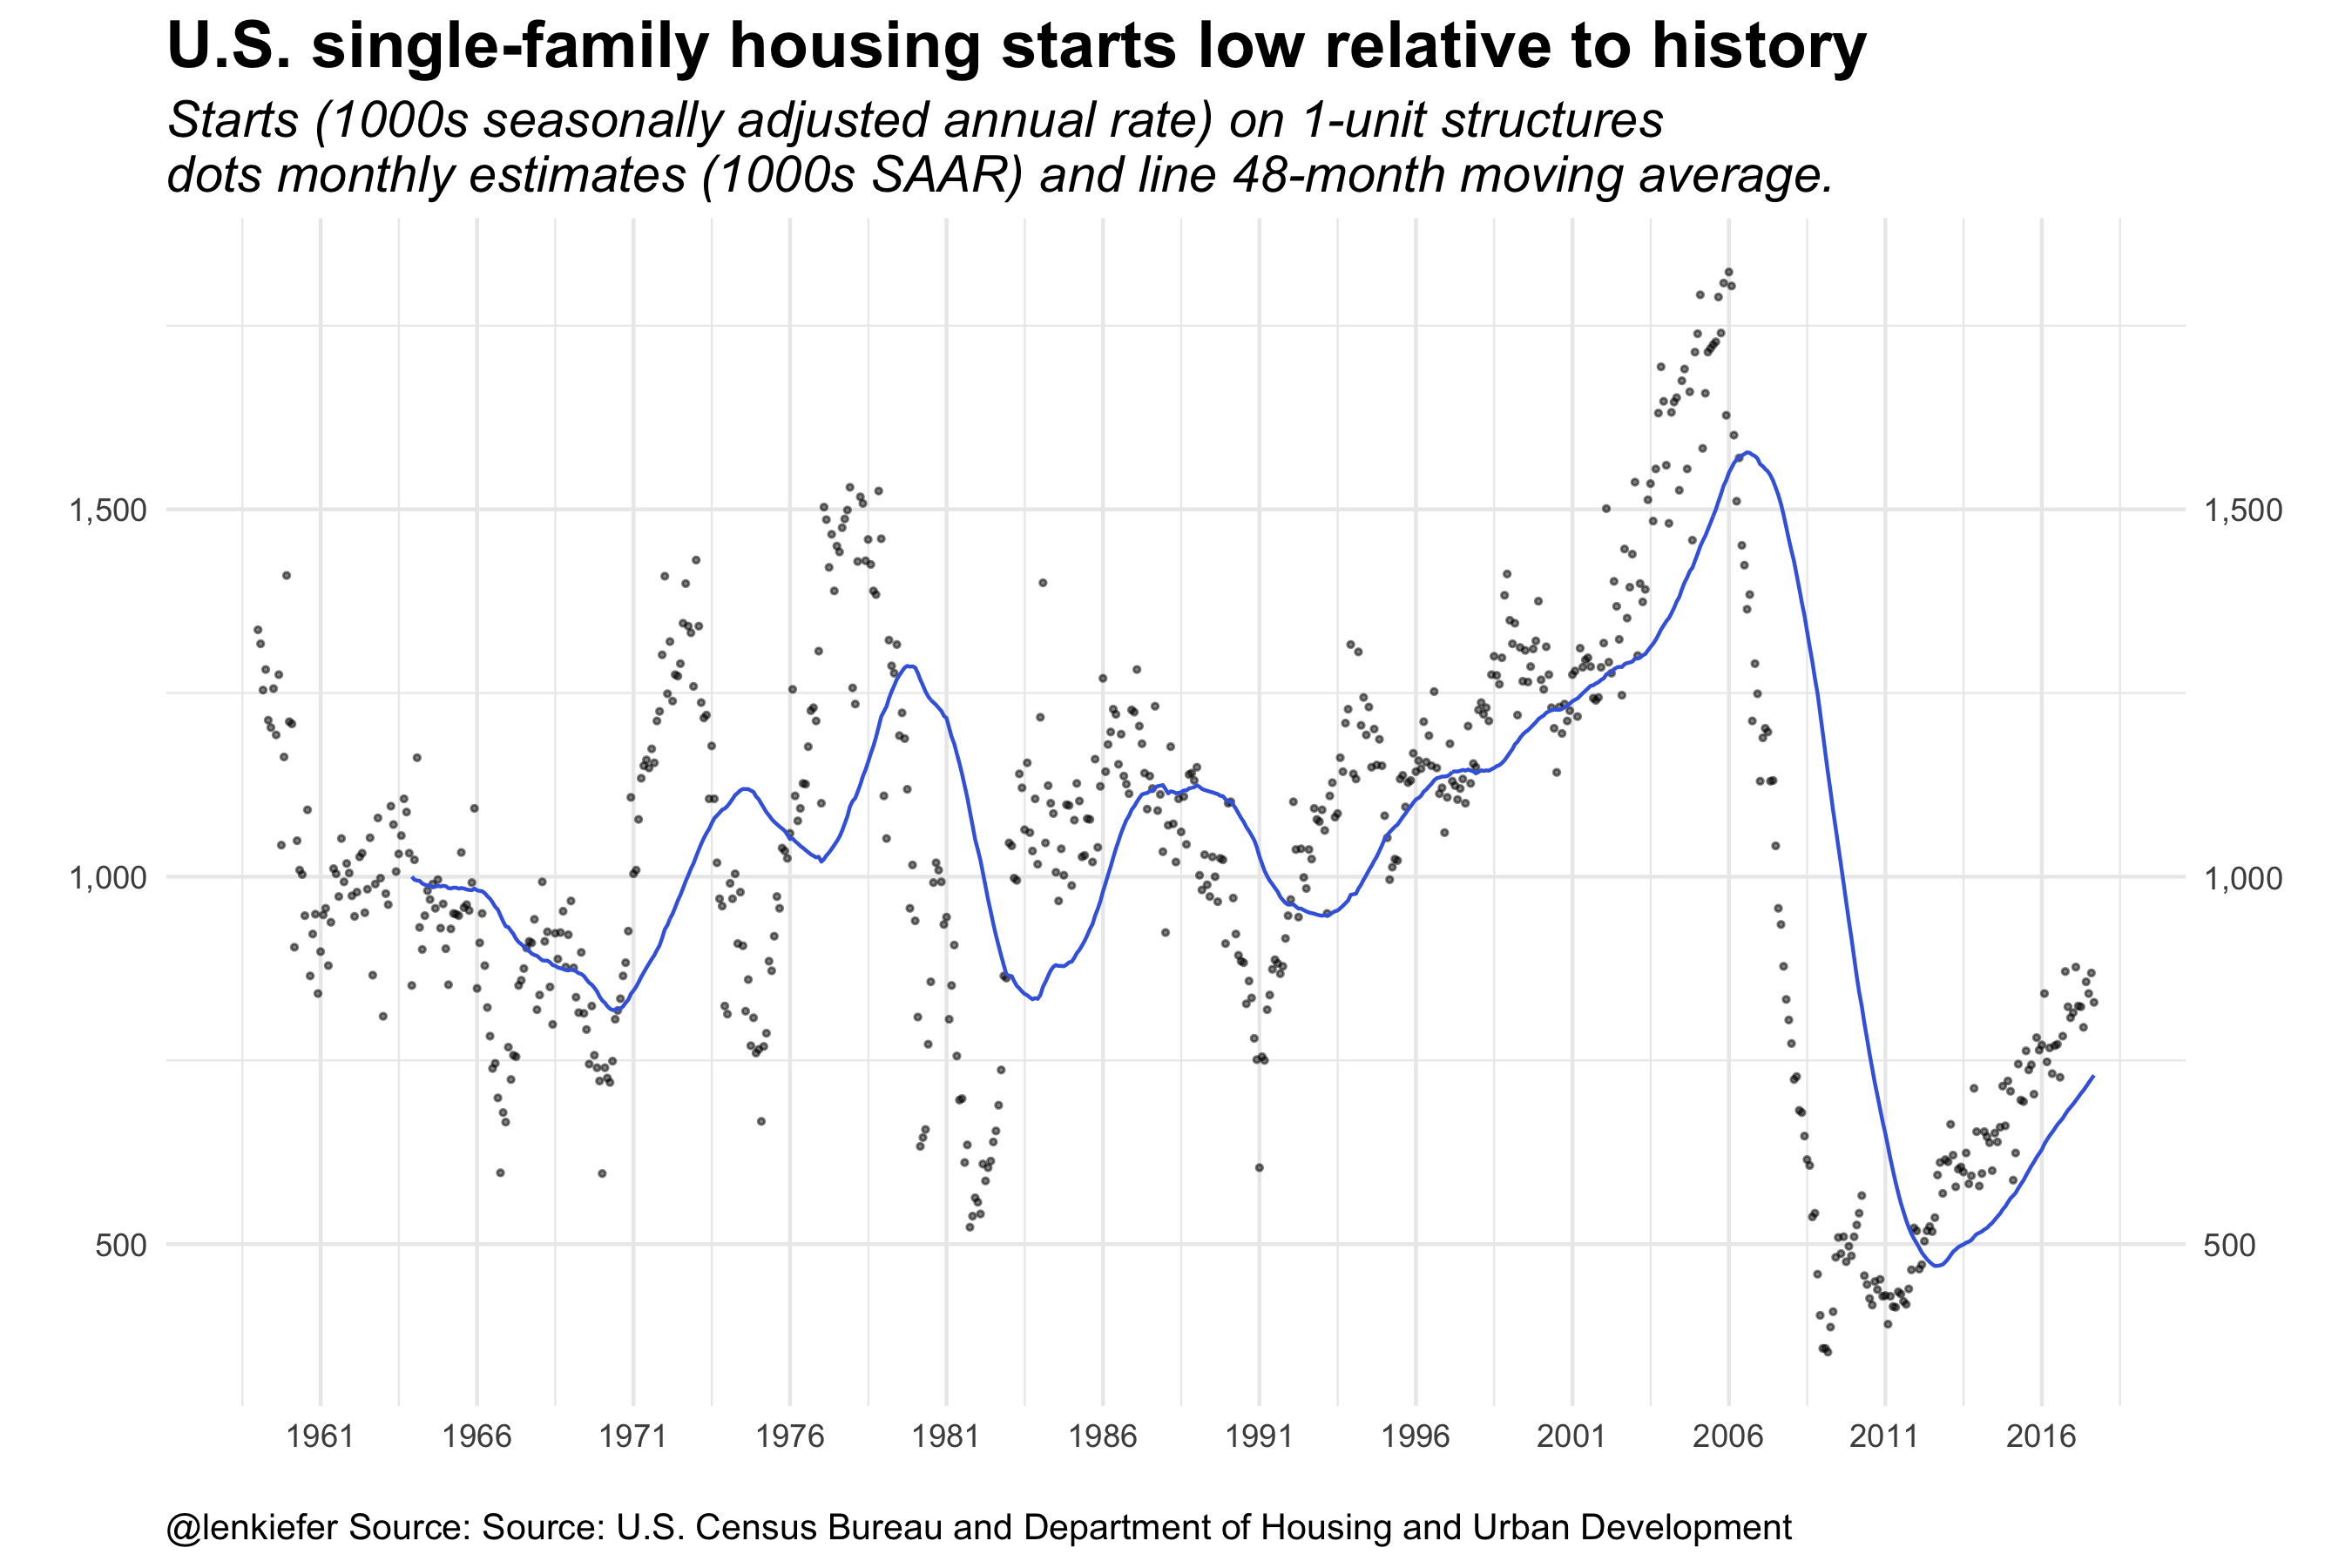 U.S. single-family housing starts low relative to history
Starts (1000s seasonally adjusted annual rate) on 1-unit structures
dots monthly estimates (1000s SAAR) and line 48-month moving average.
1,500 1,500
1,000 1,000
500 500
1961 1966 1971 1976 1981 1986 1991 1996 2001 2006 2011 2016
@lenkiefer Source: Source: U.S. Census Bureau and Department of Housing and Urban Development